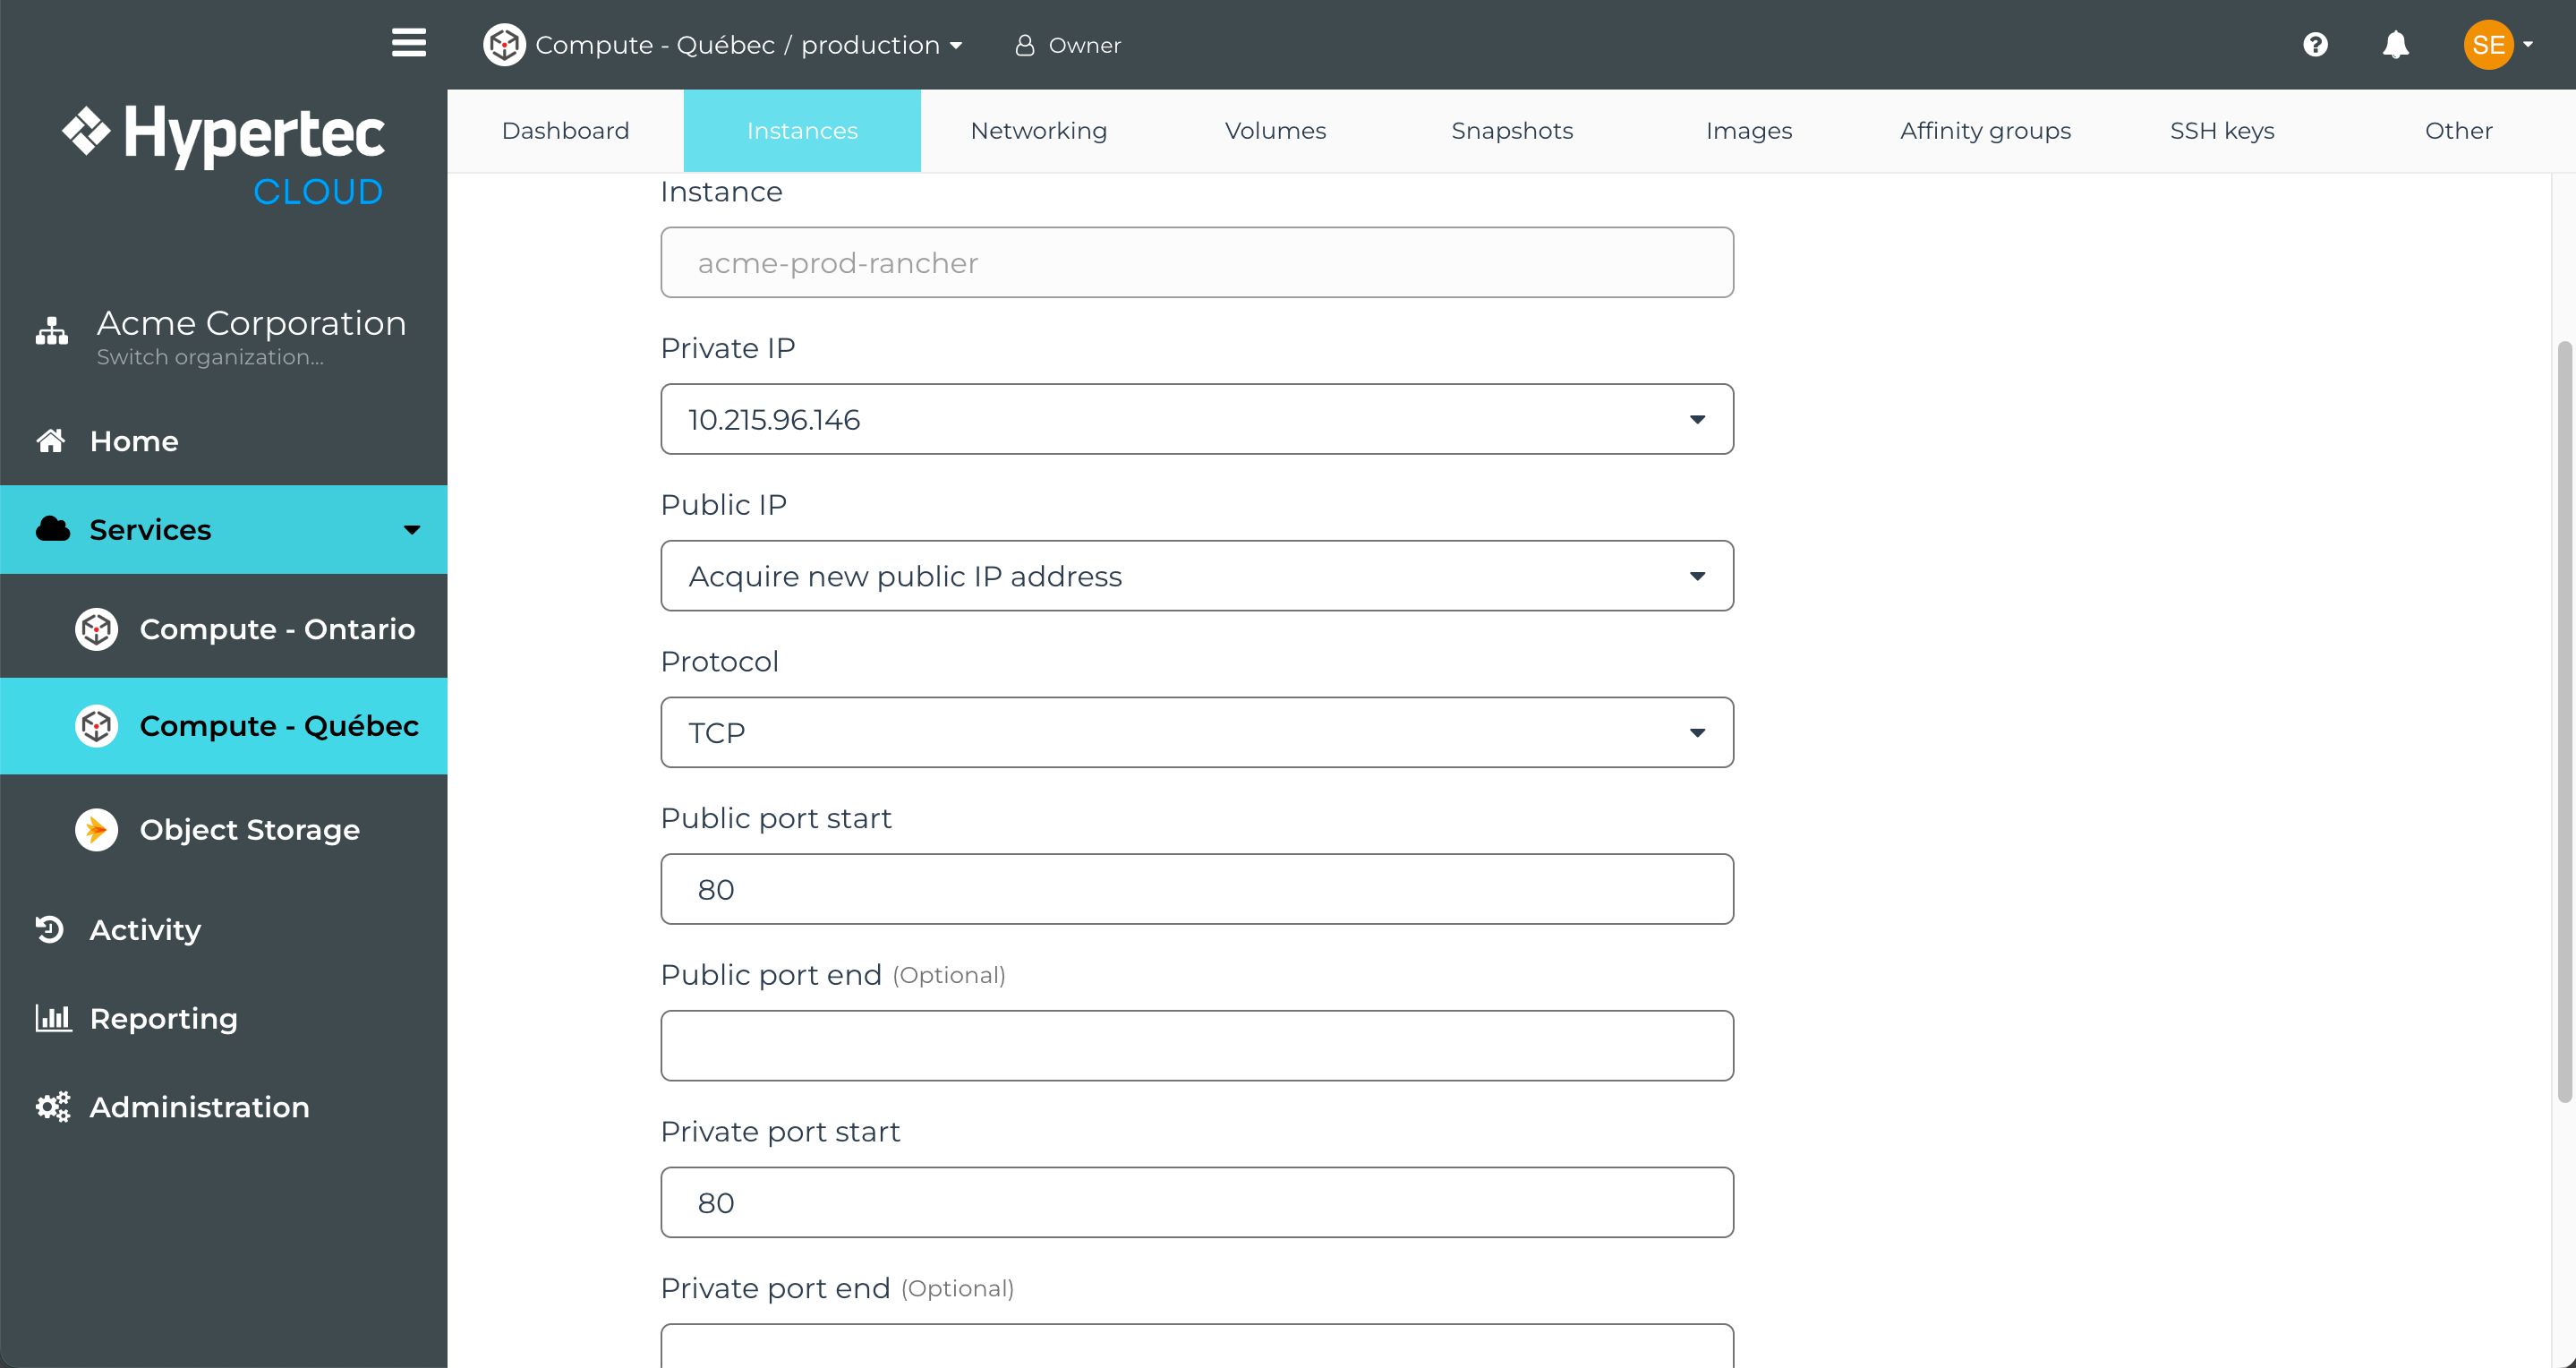 Compute - Québec / production
Owner
SE
Hypertec
CLOUD
Acme Corporation
Switch organization...
Home
Services
Compute - Ontario
Compute - Québec
Object Storage
Activity
Reporting
Administration
Dashboard
Instances
Networking
Volumes
Snapshots
Images
Affinity groups
SSH keys
Other
Instance
acme-prod-rancher
Private IP
10.215.96.146
Public IP
Acquire new public IP address
Protocol
TCP
Public port start
80
Public port end (Optional)
Private port start
80
Private port end (Optional)